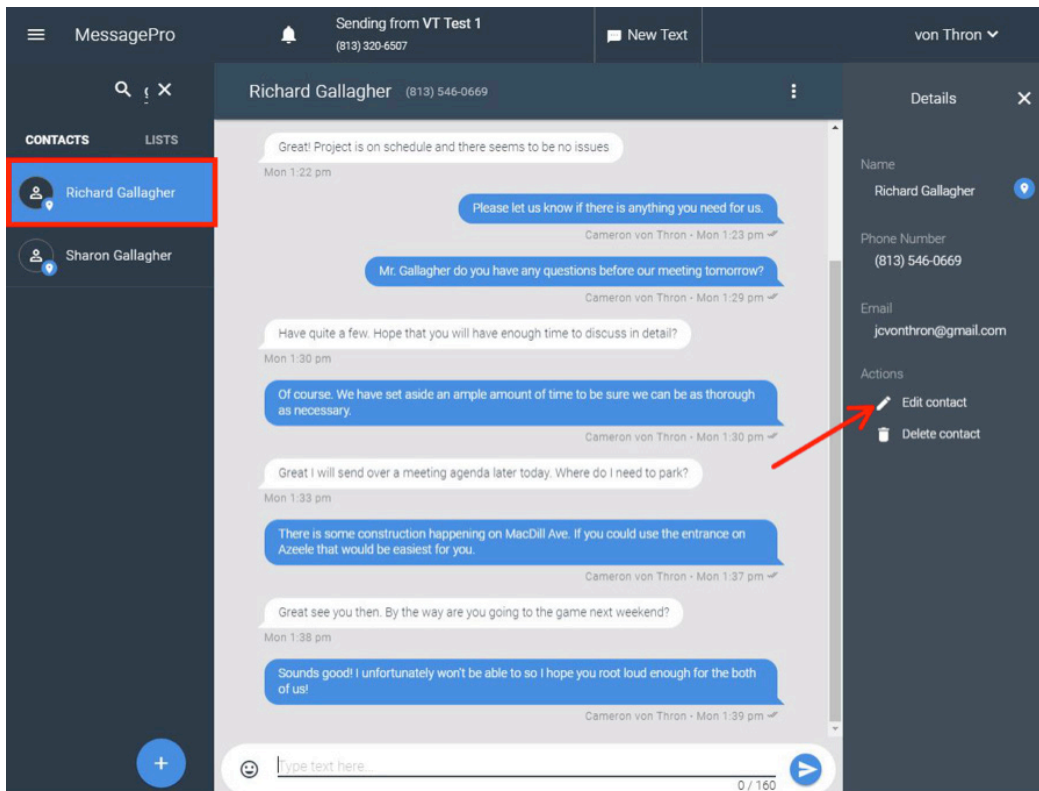 MessagePro
Sending from VT Test 1
(813) 320-6507
New Text
von Thron
CONTACTS
LISTS
Richard Gallagher
Sharon Gallagher
Richard Gallagher (813) 546-0669
Great! Project is on schedule and there seems to be no issues
Mon 1:22 pm
Please let us know if there is anything you need for us.
Cameron von Thron • Mon 1:23 pm
Mr. Gallagher do you have any questions before our meeting tomorrow?
Cameron von Thron • Mon 1:29 pm
Have quite a few. Hope that you will have enough time to discuss in detail?
Mon 1:30 pm
Of course. We have set aside an ample amount of time to be sure we can be as thorough
as necessary.
Cameron von Thron • Mon 1:30 pm
Great I will send over a meeting agenda later today. Where do I need to park?
Mon 1:33 pm
There is some construction happening on MacDill Ave. If you could use the entrance on
Azeele that would be easiest for you.
Cameron von Thron • Mon 1:37 pm
Great see you then. By the way are you going to the game next weekend?
Mon 1:38 pm
Sounds good! I unfortunately won't be able to so I hope you root loud enough for the both
of us!
Cameron von Thron • Mon 1:39 pm
Type text here...
0 / 160
Details
Name
Richard Gallagher
Phone Number
(813) 546-0669
Email
jcvonthron@gmail.com
Actions
Edit contact
Delete contact